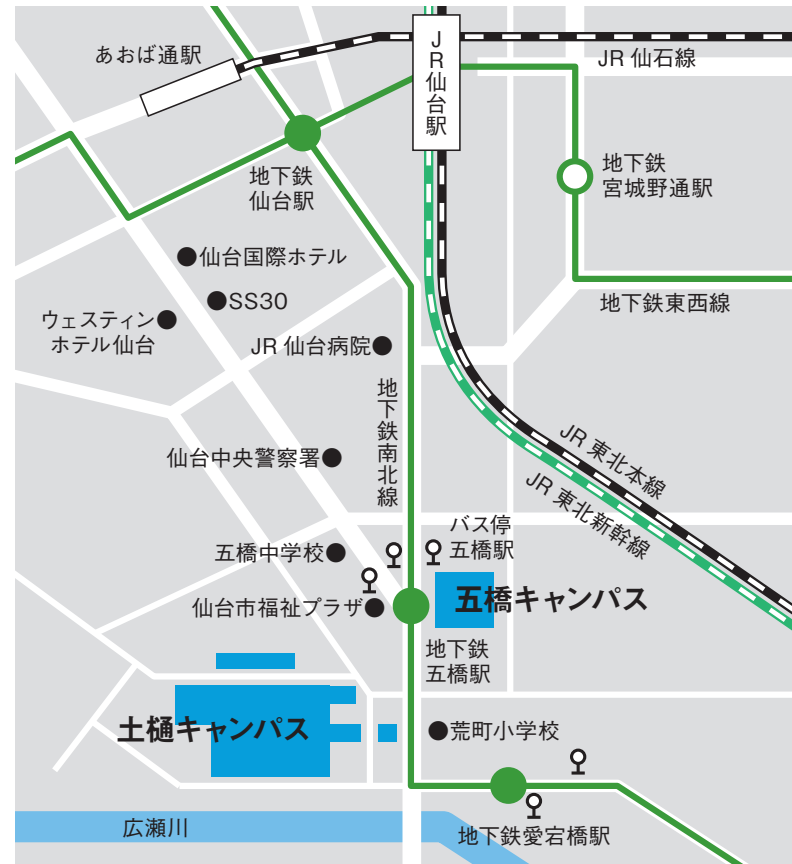 あおば通駅
JR仙台駅
JR 仙石線
地下鉄
仙台駅
地下鉄
宮城野通駅
仙台国際ホテル
SS30
地下鉄東西線
ウェスティン
ホテル仙台
JR 仙台病院
地下鉄南北線
仙台中央警察署
JR 東北本線
JR 東北新幹線
バス停
五橋駅
五橋中学校
五橋キャンパス
仙台市福祉プラザ
地下鉄
五橋駅
土樋キャンパス
荒町小学校
広瀬川
地下鉄愛宕橋駅